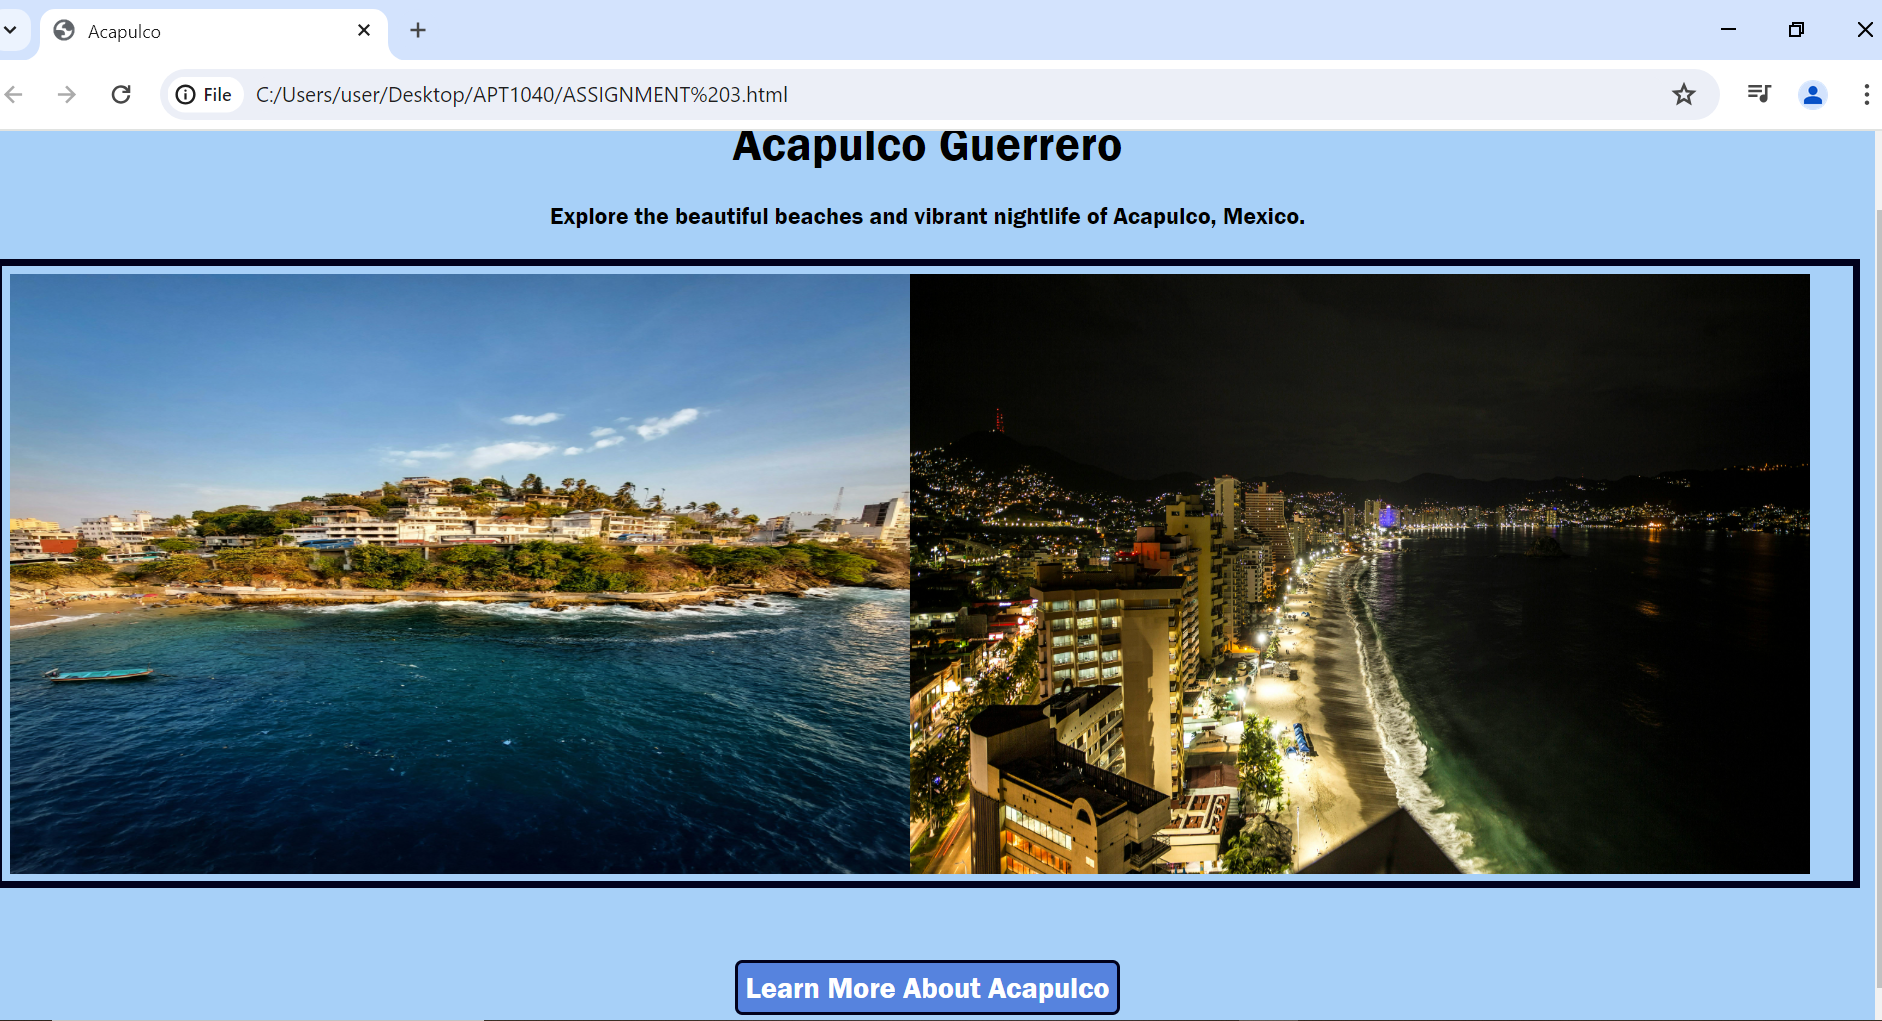 Acapulco
File
C:/Users/user/Desktop/APT1040/ASSIGNMENT%203.html
Acapulco Guerrero
Explore the beautiful beaches and vibrant nightlife of Acapulco, Mexico.
Learn More About Acapulco